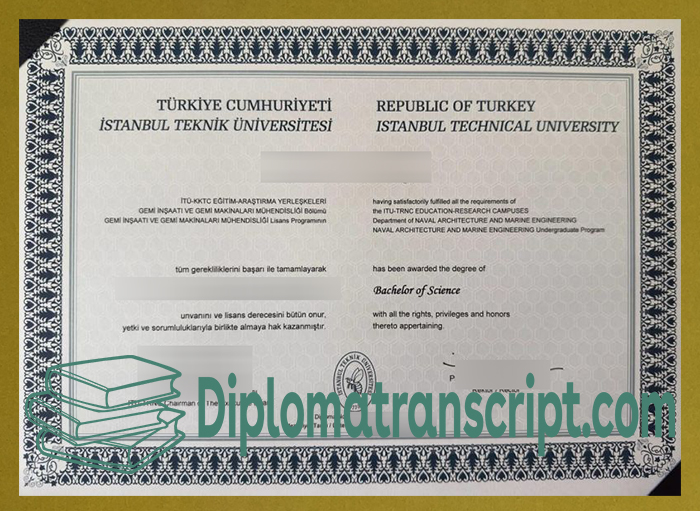 TÜRKİYE CUMHURİYETİ
İSTANBUL TEKNİK ÜNİVERSİTESİ
REPUBLIC OF TURKEY
ISTANBUL TECHNICAL UNIVERSITY
İTÜ-KKTC EĞİTİM-ARAŞTIRMA YERLEŞKELERİ
GEMİ İNŞAATI VE GEMİ MAKİNALARI MÜHENDİSLİĞİ Bölümü
GEMİ İNŞAATI VE GEMİ MAKİNALARI MÜHENDİSLİĞİ Lisans Programının
having satisfactorily fulfilled all the requirements of
the ITU-TRNC EDUCATION-RESEARCH CAMPUSES
Department of NAVAL ARCHITECTURE AND MARINE ENGINEERING
NAVAL ARCHITECTURE AND MARINE ENGINEERING Undergraduate Program
tüm gerekliliklerini başarı ile tamamlayarak
has been awarded the degree of
Bachelor of Science
unvanını ve lisans derecesini bütün onur,
yetki ve sorumluluklarıyla birlikte almaya hak kazanmıştır.
with all the rights, privileges and honors
thereto appertaining.
İSTANBUL TEKNİK ÜNİVERSİTESİ
Diplomatranscript.com